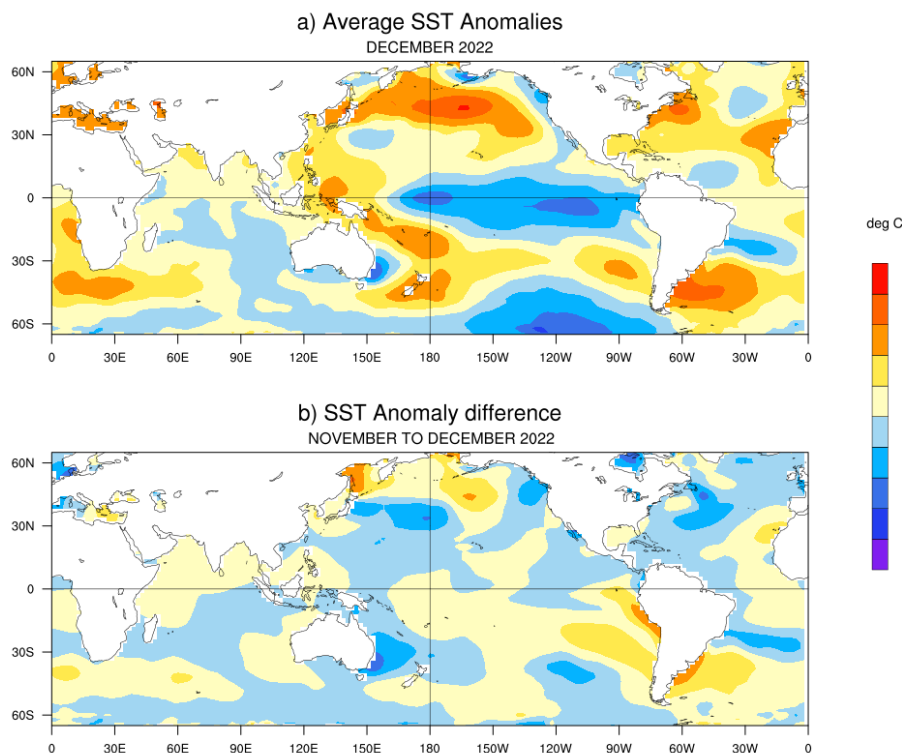 a) Average SST Anomalies
DECEMBER 2022
60N
30N
0
30S
60S
0 30E 60E 90E 120E 150E 180 150W 120W 90W 60W 30W 0
deg C
b) SST Anomaly difference
NOVEMBER TO DECEMBER 2022
60N
30N
0
30S
60S
0 30E 60E 90E 120E 150E 180 150W 120W 90W 60W 30W 0